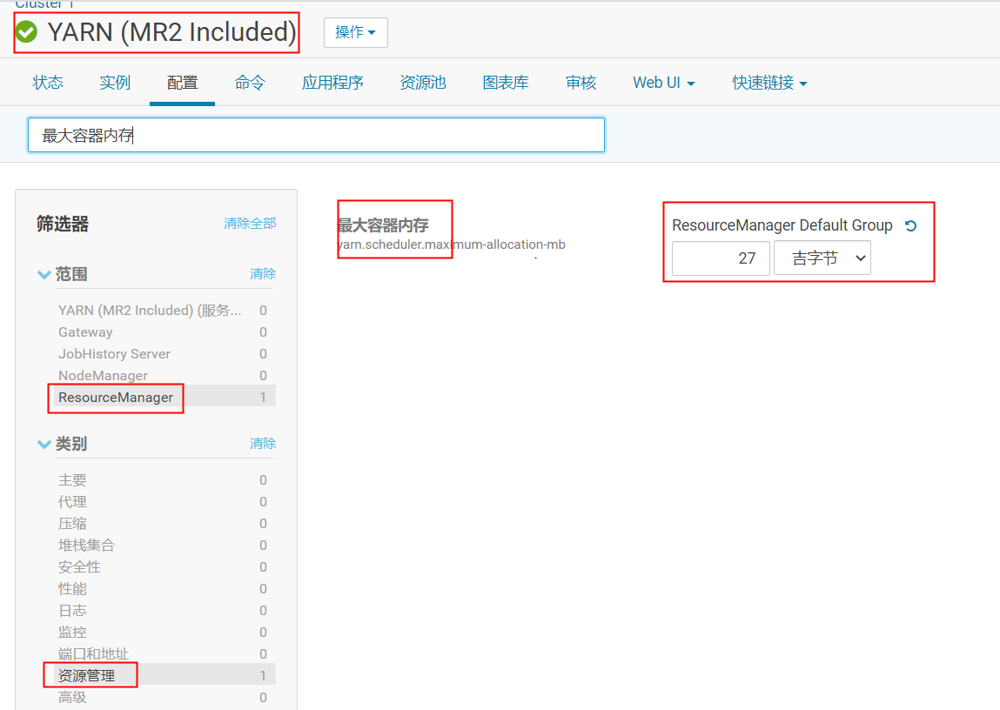 Cluster 1
YARN (MR2 Included)
操作
状态 实例 配置 命令 应用程序 资源池 图表库 审核 Web UI 快速链接
最大容器内存
筛选器 清除全部
范围 清除
YARN (MR2 Included) (服务... 0
Gateway 0
JobHistory Server 0
NodeManager 0
ResourceManager 1
类别 清除
主要 0
代理 0
压缩 0
堆栈集合 0
安全性 0
性能 0
日志 0
监控 0
端口和地址 0
资源管理 1
高级 0
最大容器内存
yarn.scheduler.maximum-allocation-mb
ResourceManager Default Group
27 吉字节